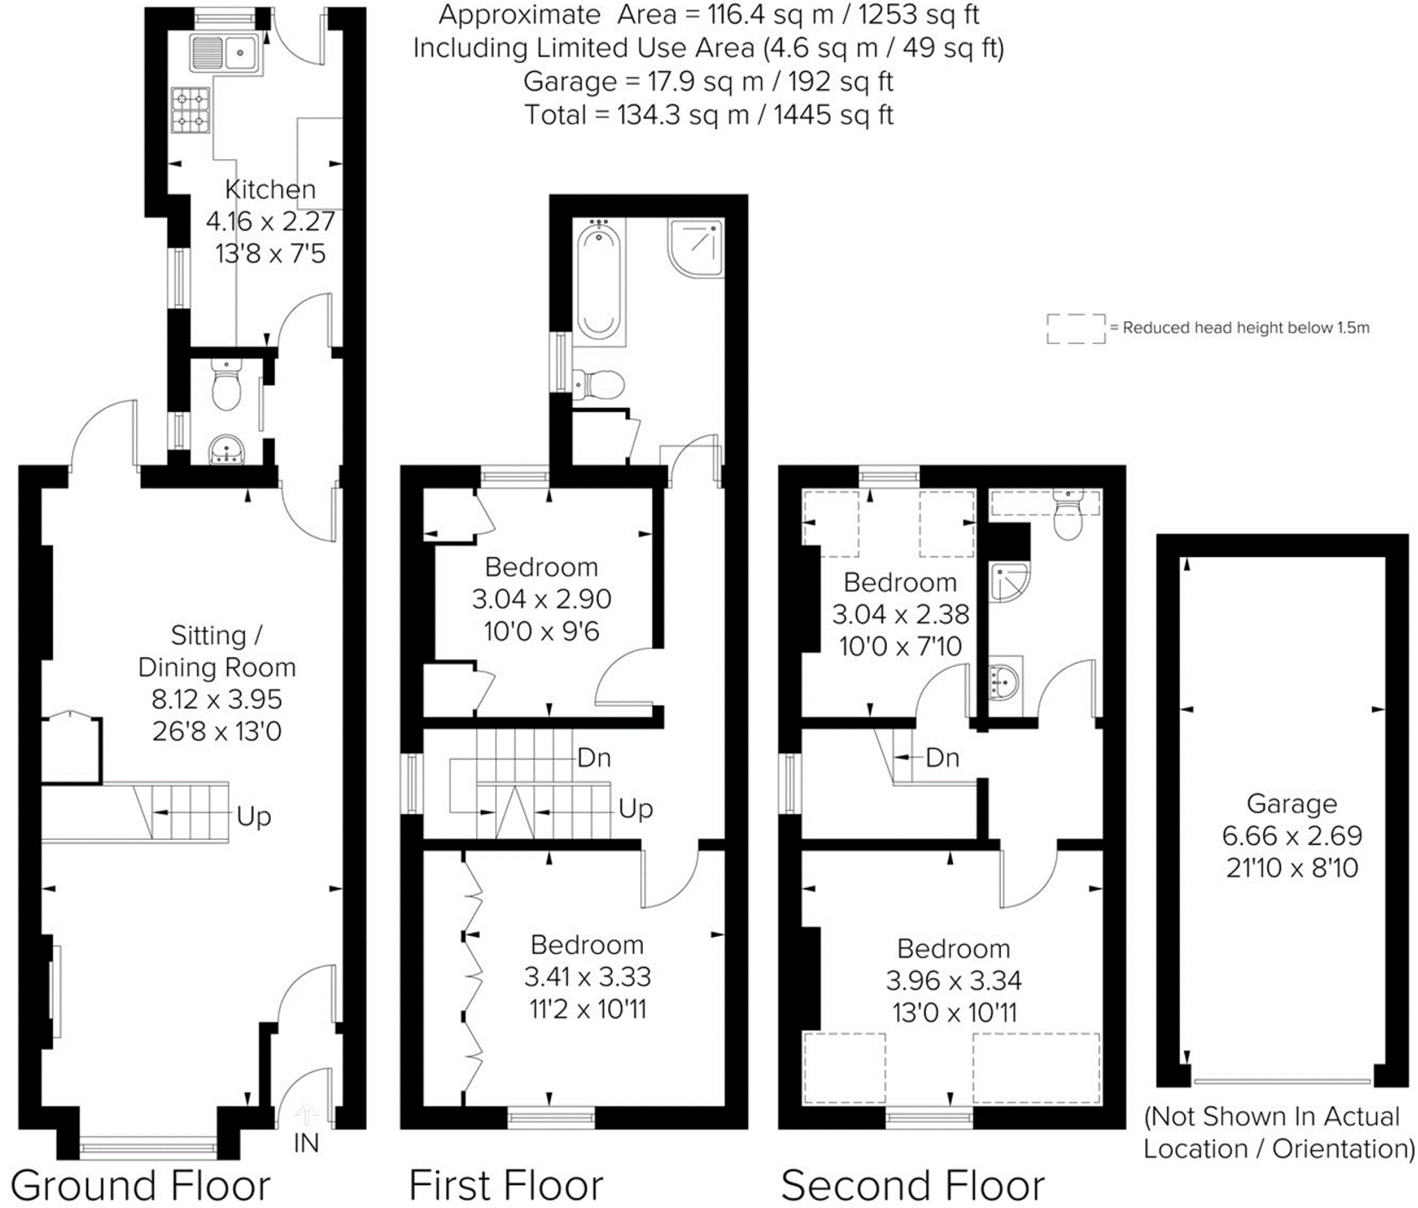 Approximate Area = 116.4 sq m / 1253 sq ft
Including Limited Use Area (4.6 sq m / 49 sq ft)
Garage = 17.9 sq m / 192 sq ft
Total = 134.3 sq m / 1445 sq ft
Kitchen
4.16 x 2.27
13'8 x 7'5
= Reduced head height below 1.5m
Sitting /
Dining Room
8.12 x 3.95
26'8 x 13'0
Up
IN
Ground Floor
Bedroom
3.04 x 2.90
10'0 x 9'6
Dn
Up
Bedroom
3.41 x 3.33
11'2 x 10'11
First Floor
Bedroom
3.04 x 2.38
10'0 x 7'10
Dn
Bedroom
3.96 x 3.34
13'0 x 10'11
Second Floor
Garage
6.66 x 2.69
21'10 x 8'10
(Not Shown In Actual
Location / Orientation)